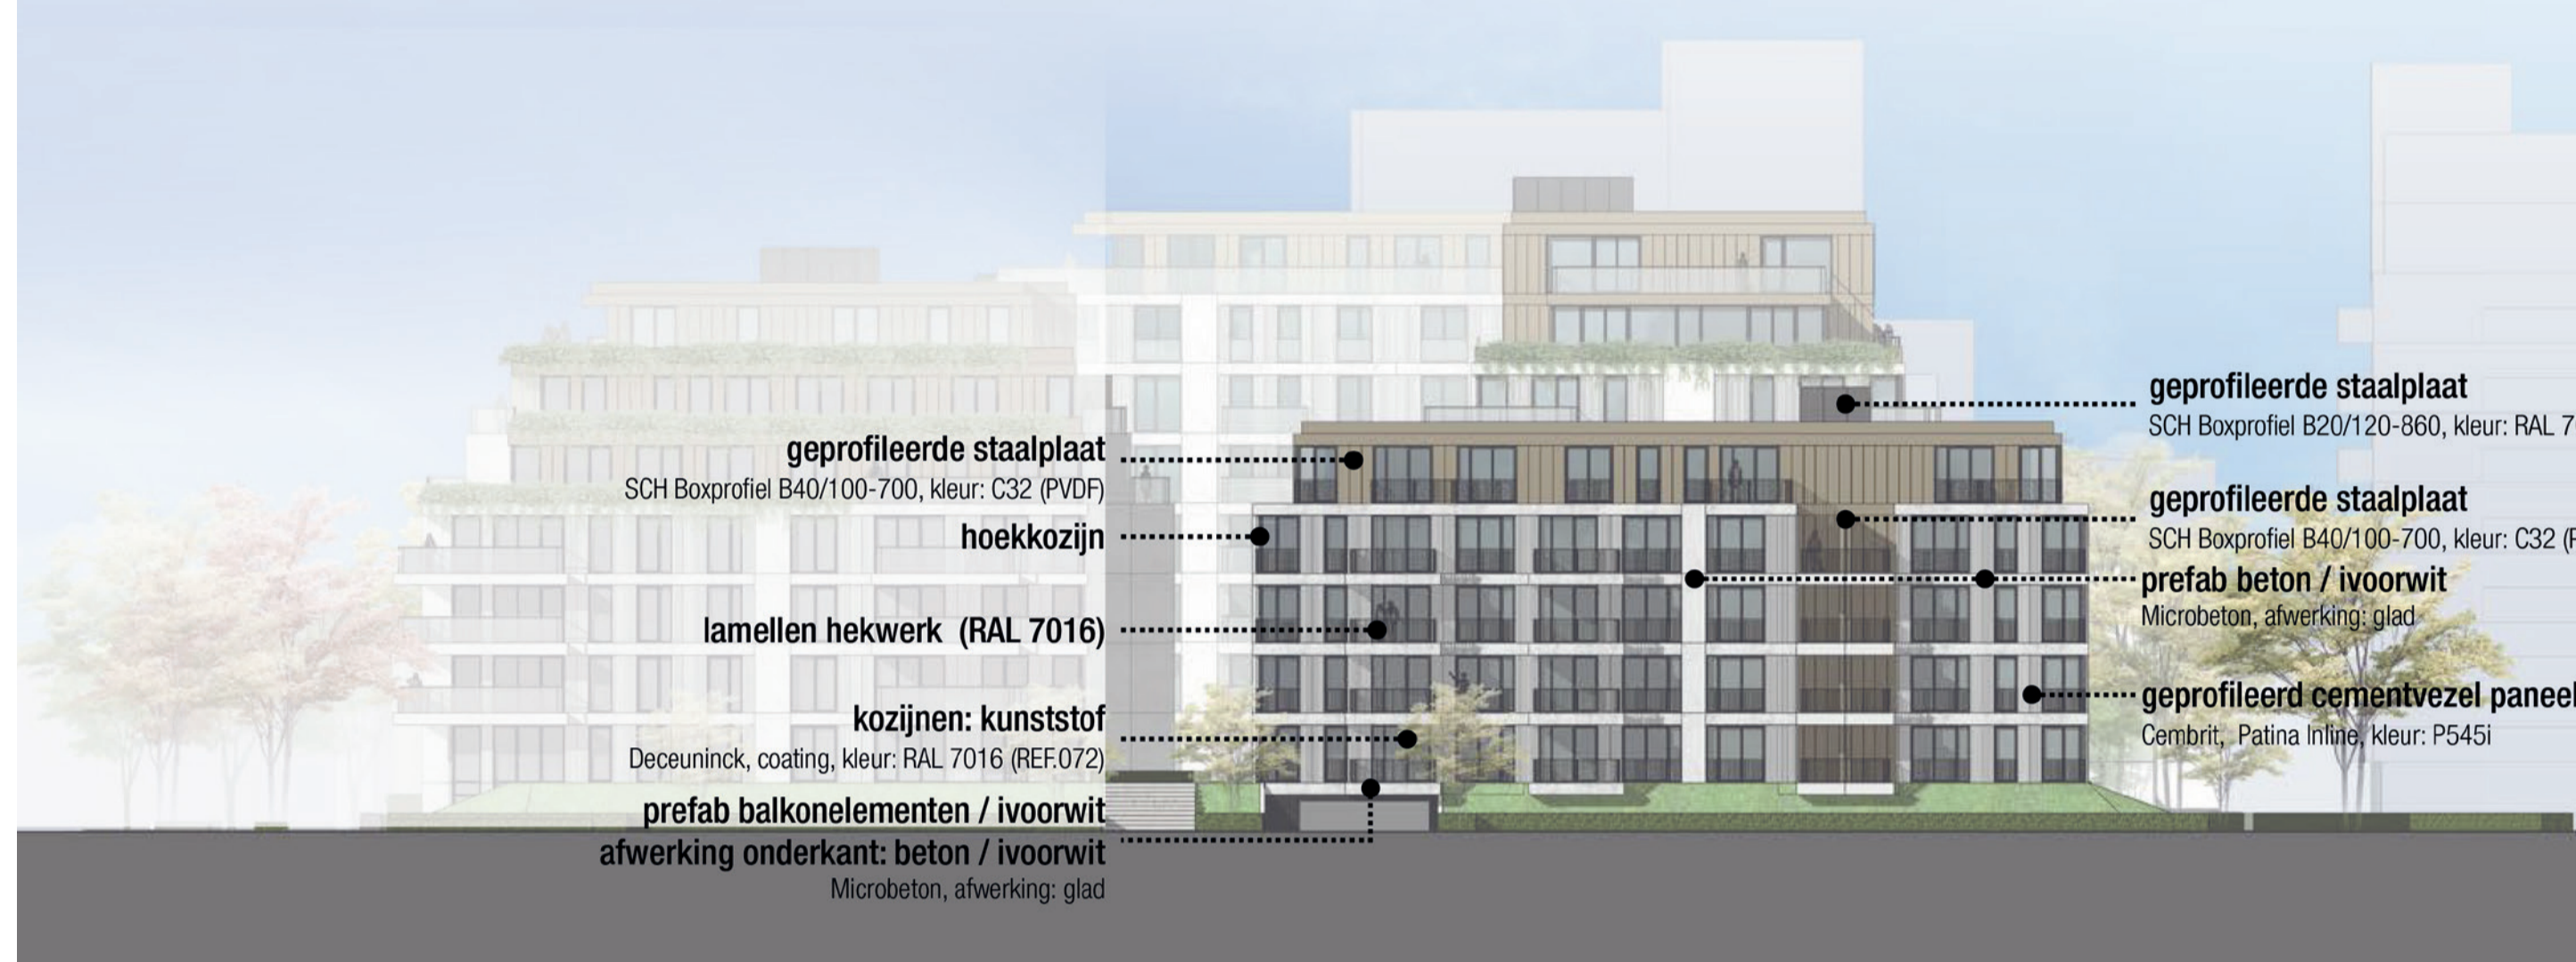 geprofileerde staalplaat
SCH Boxprofiel B40/100-700, kleur: C32 (PVDF)
hoekkozijn
lamellen hekwerk (RAL 7016)
kozijnen: kunststof
Deceuninck, coating, kleur: RAL 7016 (REF.072)
prefab balkonelementen / ivoorwit
afwerking onderkant: beton / ivoorwit
Microbeton, afwerking: glad
geprofileerde staalplaat
SCH Boxprofiel B20/120-860, kleur: RAL
geprofileerde staalplaat
SCH Boxprofiel B40/100-700, kleur: C32
prefab beton / ivoorwit
Microbeton, afwerking: glad
geprofileerd cementvezel paneel
Cembrit, Patina Inline, kleur: P545i